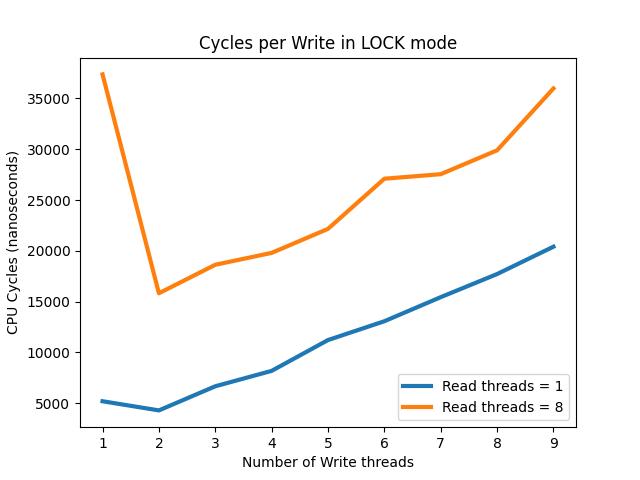 Cycles per Write in LOCK mode
CPU Cycles (nanoseconds)
35000
30000
25000
20000
15000
10000
5000
Read threads = 1
Read threads = 8
1 2 3 4 5 6 7 8 9
Number of Write threads